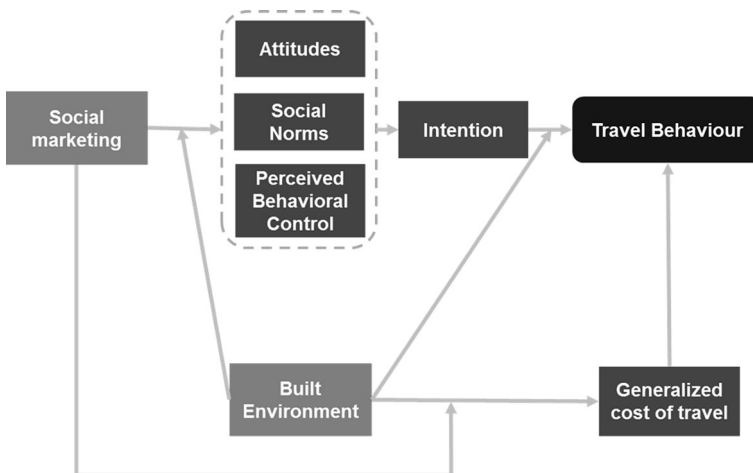 Attitudes
Social
marketing
Social
Norms
Intention
Travel Behaviour
Perceived
Behavioral
Control
Built
Environment
Generalized
cost of travel